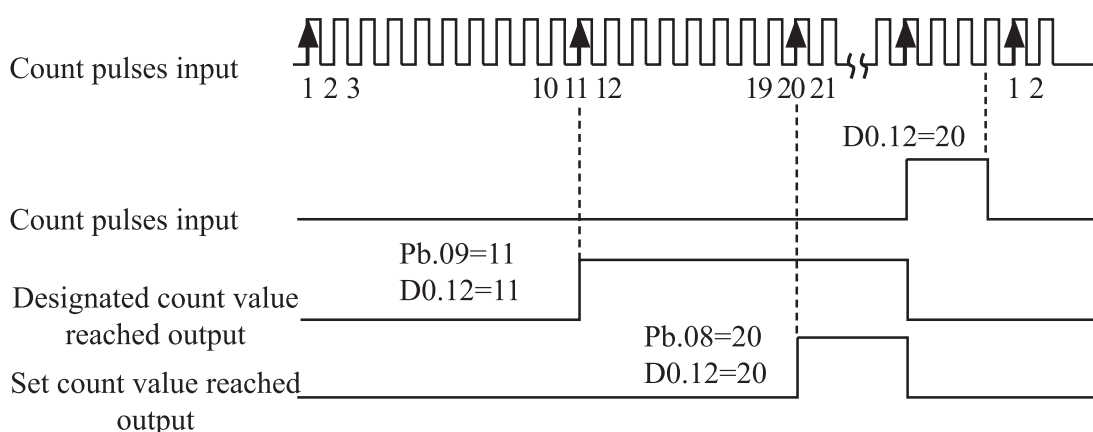 Count pulses input
1 2 3
10 11 12
19 20 21
1 2
D0.12=20
Count pulses input
Pb.09=11
D0.12=11
Designated count value
reached output
Pb.08=20
D0.12=20
Set count value reached
output